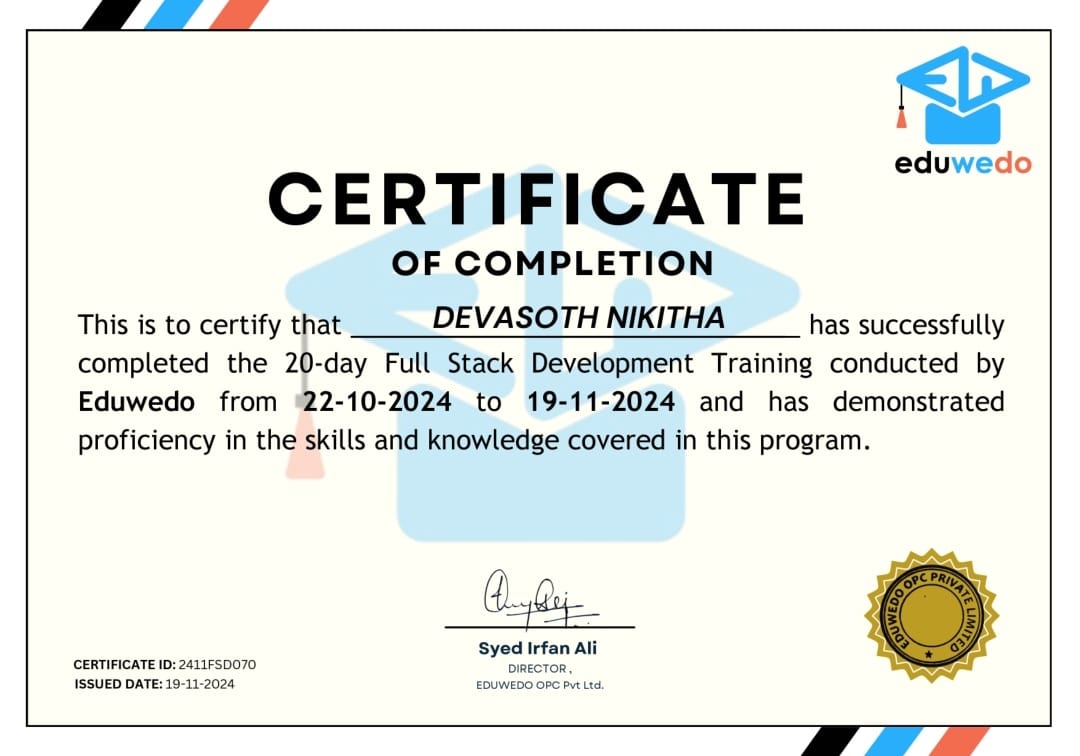 eduwedo
CERTIFICATE
OF COMPLETION
This is to certify that DEVASOTH NIKITHA has successfully
completed the 20-day Full Stack Development Training conducted by
Eduwedo from 22-10-2024 to 19-11-2024 and has demonstrated
proficiency in the skills and knowledge covered in this program.
Syed Irfan Ali
DIRECTOR ,
EDUWEDO OPC Pvt Ltd.
CERTIFICATE ID: 2411FSD070
ISSUED DATE: 19-11-2024
EDUWEDO OPC PRIVATE LIMITED